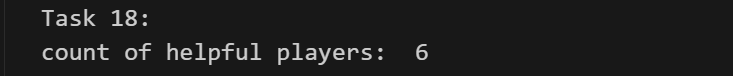 Task 18:
count of helpful players:  6